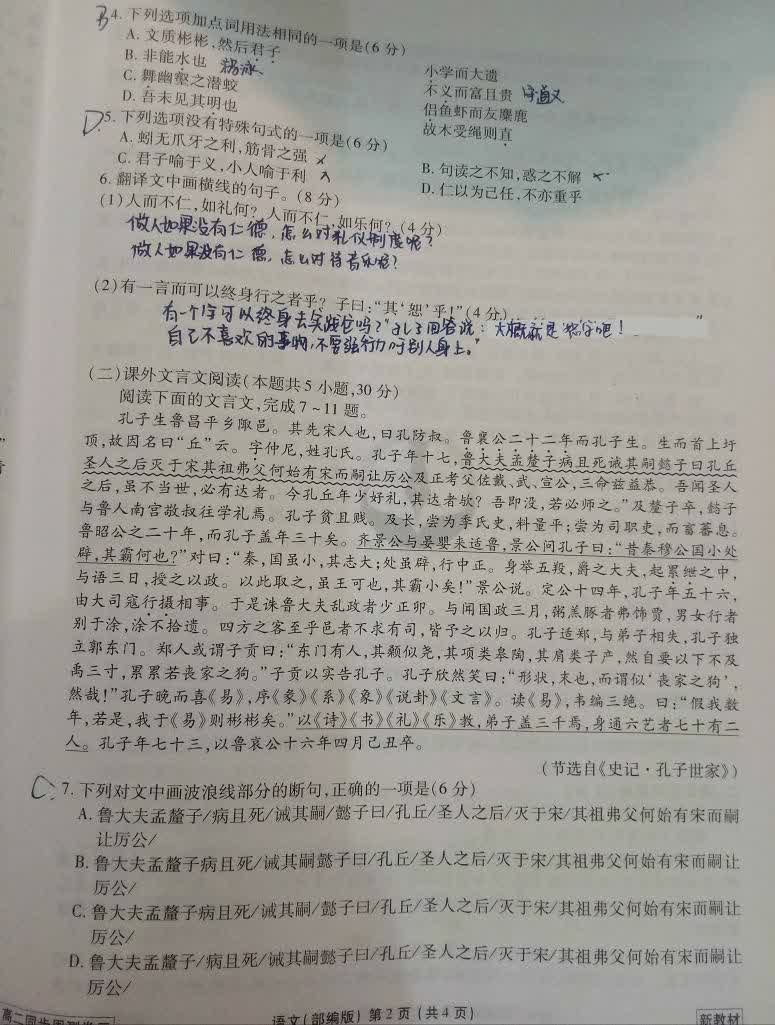 B 4. 下列选项加点词用法相同的一项是(6 分)
A. 文质彬彬,然后君子 小学而大遗
B. 非能水也 游泳 不义而富且贵 守道义
C. 舞幽壑之潜蛟 侣鱼虾而友麋鹿
D. 吾未见其明也 故木受绳则直
D. 5. 下列选项没有特殊句式的一项是(6 分)
A. 蚓无爪牙之利,筋骨之强 × B. 句读之不知,惑之不解 ×
C. 君子喻于义,小人喻于利 × D. 仁以为己任,不亦重乎
6. 翻译文中画横线的句子。(8 分)
(1)人而不仁,如礼何?人而不仁,如乐何?(4 分)
做人如果没有仁德,怎么对礼仪制度呢?
做人如果没有仁德,怎么对待音乐呢?
(2)有一言而可以终身行之者乎?子曰:“其‘恕’乎!”(4 分)
有一个字可以终身去实践它吗?”孔子回答说:大概就是“恕”字吧!
自己不喜欢的事物,不要强行加于别人身上。”
(二)课外文言文阅读(本题共 5 小题,30 分)
阅读下面的文言文,完成 7~11 题。
孔子生鲁昌平乡陬邑。其先宋人也,曰孔防叔。鲁襄公二十二年而孔子生。生而首上圩
顶,故因名曰“丘”云。字仲尼,姓孔氏。孔子年十七,鲁大夫孟釐子病且死诫其嗣懿子曰孔丘
圣人之后灭于宋其祖弗父何始有宋而嗣让厉公及正考父佐戴、武、宣公,三命兹益恭。吾闻圣人
之后,虽不当世,必有达者。今孔丘年少好礼,其达者欤?吾即没,若必师之。”及釐子卒,懿子
与鲁人南宫敬叔往学礼焉。孔子贫且贱。及长,尝为季氏史,料量平;尝为司职吏,而畜蕃息。
鲁昭公之二十年,而孔子盖年三十矣。齐景公与晏婴来适鲁,景公问孔子曰:“昔秦穆公国小处
辟,其霸何也?”对曰:“秦,国虽小,其志大;处虽辟,行中正。身举五羖,爵之大夫,起累绁之中,
与语三日,授之以政。以此取之,虽王可也,其霸小矣!”景公说。定公十四年,孔子年五十六,
由大司寇行摄相事。于是诛鲁大夫乱政者少正卯。与闻国政三月,粥羔豚者弗饰贾,男女行者
别于涂,涂不拾遗。四方之客至乎邑者不求有司,皆予之以归。孔子适郑,与弟子相失,孔子独
立郭东门。郑人或谓子贡曰:“东门有人,其颡似尧,其项类皋陶,其肩类子产,然自要以下不及
禹三寸,累累若丧家之狗。”子贡以实告孔子。孔子欣然笑曰:“形状,末也,而谓似‘丧家之狗’,
然哉!”孔子晚而喜《易》,序《彖》《系》《象》《说卦》《文言》。读《易》,韦编三绝。曰:“假我数
年,若是,我于《易》则彬彬矣。”以《诗》《书》《礼》《乐》教,弟子盖三千焉,身通六艺者七十有二
人。孔子年七十三,以鲁哀公十六年四月己丑卒。
(节选自《史记·孔子世家》)
C. 7. 下列对文中画波浪线部分的断句,正确的一项是(6 分)
A. 鲁大夫孟釐子/病且死/诫其嗣/懿子曰/孔丘/圣人之后/灭于宋/其祖弗父何始有宋而嗣
让厉公/
B. 鲁大夫孟釐子病且死/诫其嗣懿子曰/孔丘/圣人之后/灭于宋/其祖弗父何始有宋而嗣让
厉公/
C. 鲁大夫孟釐子病且死/诫其嗣/懿子曰/孔丘/圣人之后/灭于宋/其祖弗父何始有宋而嗣让
厉公/
D. 鲁大夫孟釐子/病且死/诫其嗣懿子曰/孔丘/圣人之后/灭于宋/其祖弗父何始有宋而嗣让
厉公/
语文(部编版) 第 2 页 (共 4 页)
新教材